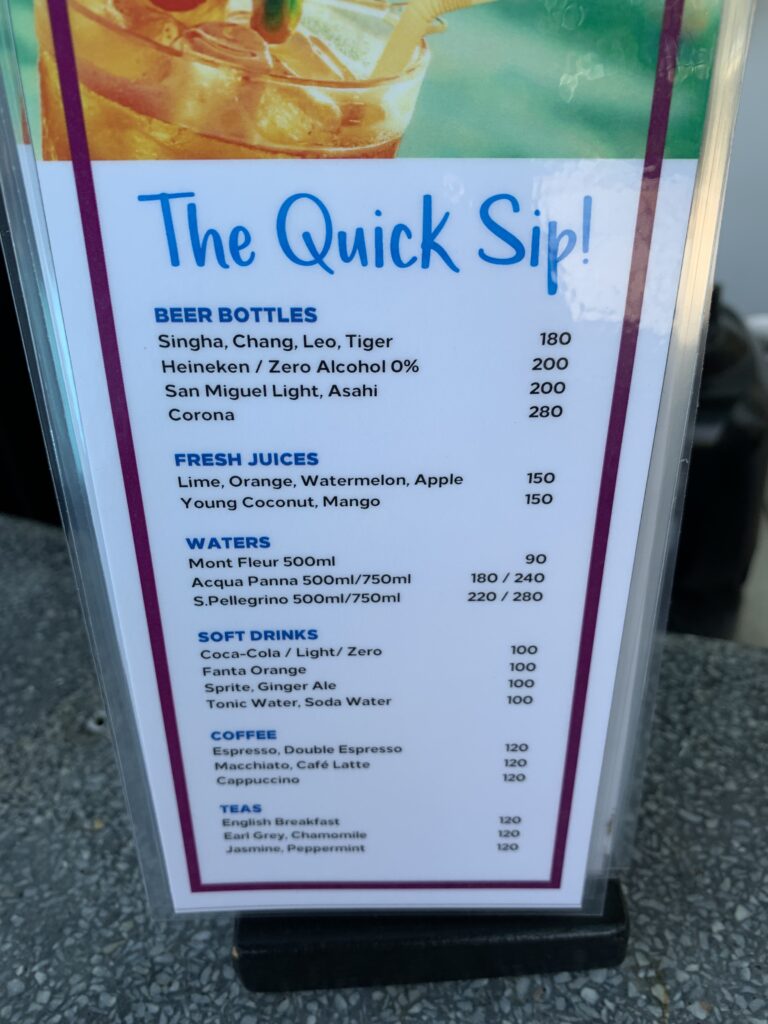 The Quick Sip!
BEER BOTTLES
Singha, Chang, Leo, Tiger 180
Heineken / Zero Alcohol 0% 200
San Miguel Light, Asahi 200
Corona 280
FRESH JUICES
Lime, Orange, Watermelon, Apple 150
Young Coconut, Mango 150
WATERS
Mont Fleur 500ml 90
Acqua Panna 500ml/750ml 180 / 240
S.Pellegrino 500ml/750ml 220 / 280
SOFT DRINKS
Coca-Cola / Light/ Zero 100
Fanta Orange 100
Sprite, Ginger Ale 100
Tonic Water, Soda Water 100
COFFEE
Espresso, Double Espresso 120
Macchiato, Café Latte 120
Cappuccino 120
TEAS
English Breakfast 120
Earl Grey, Chamomile 120
Jasmine, Peppermint 120